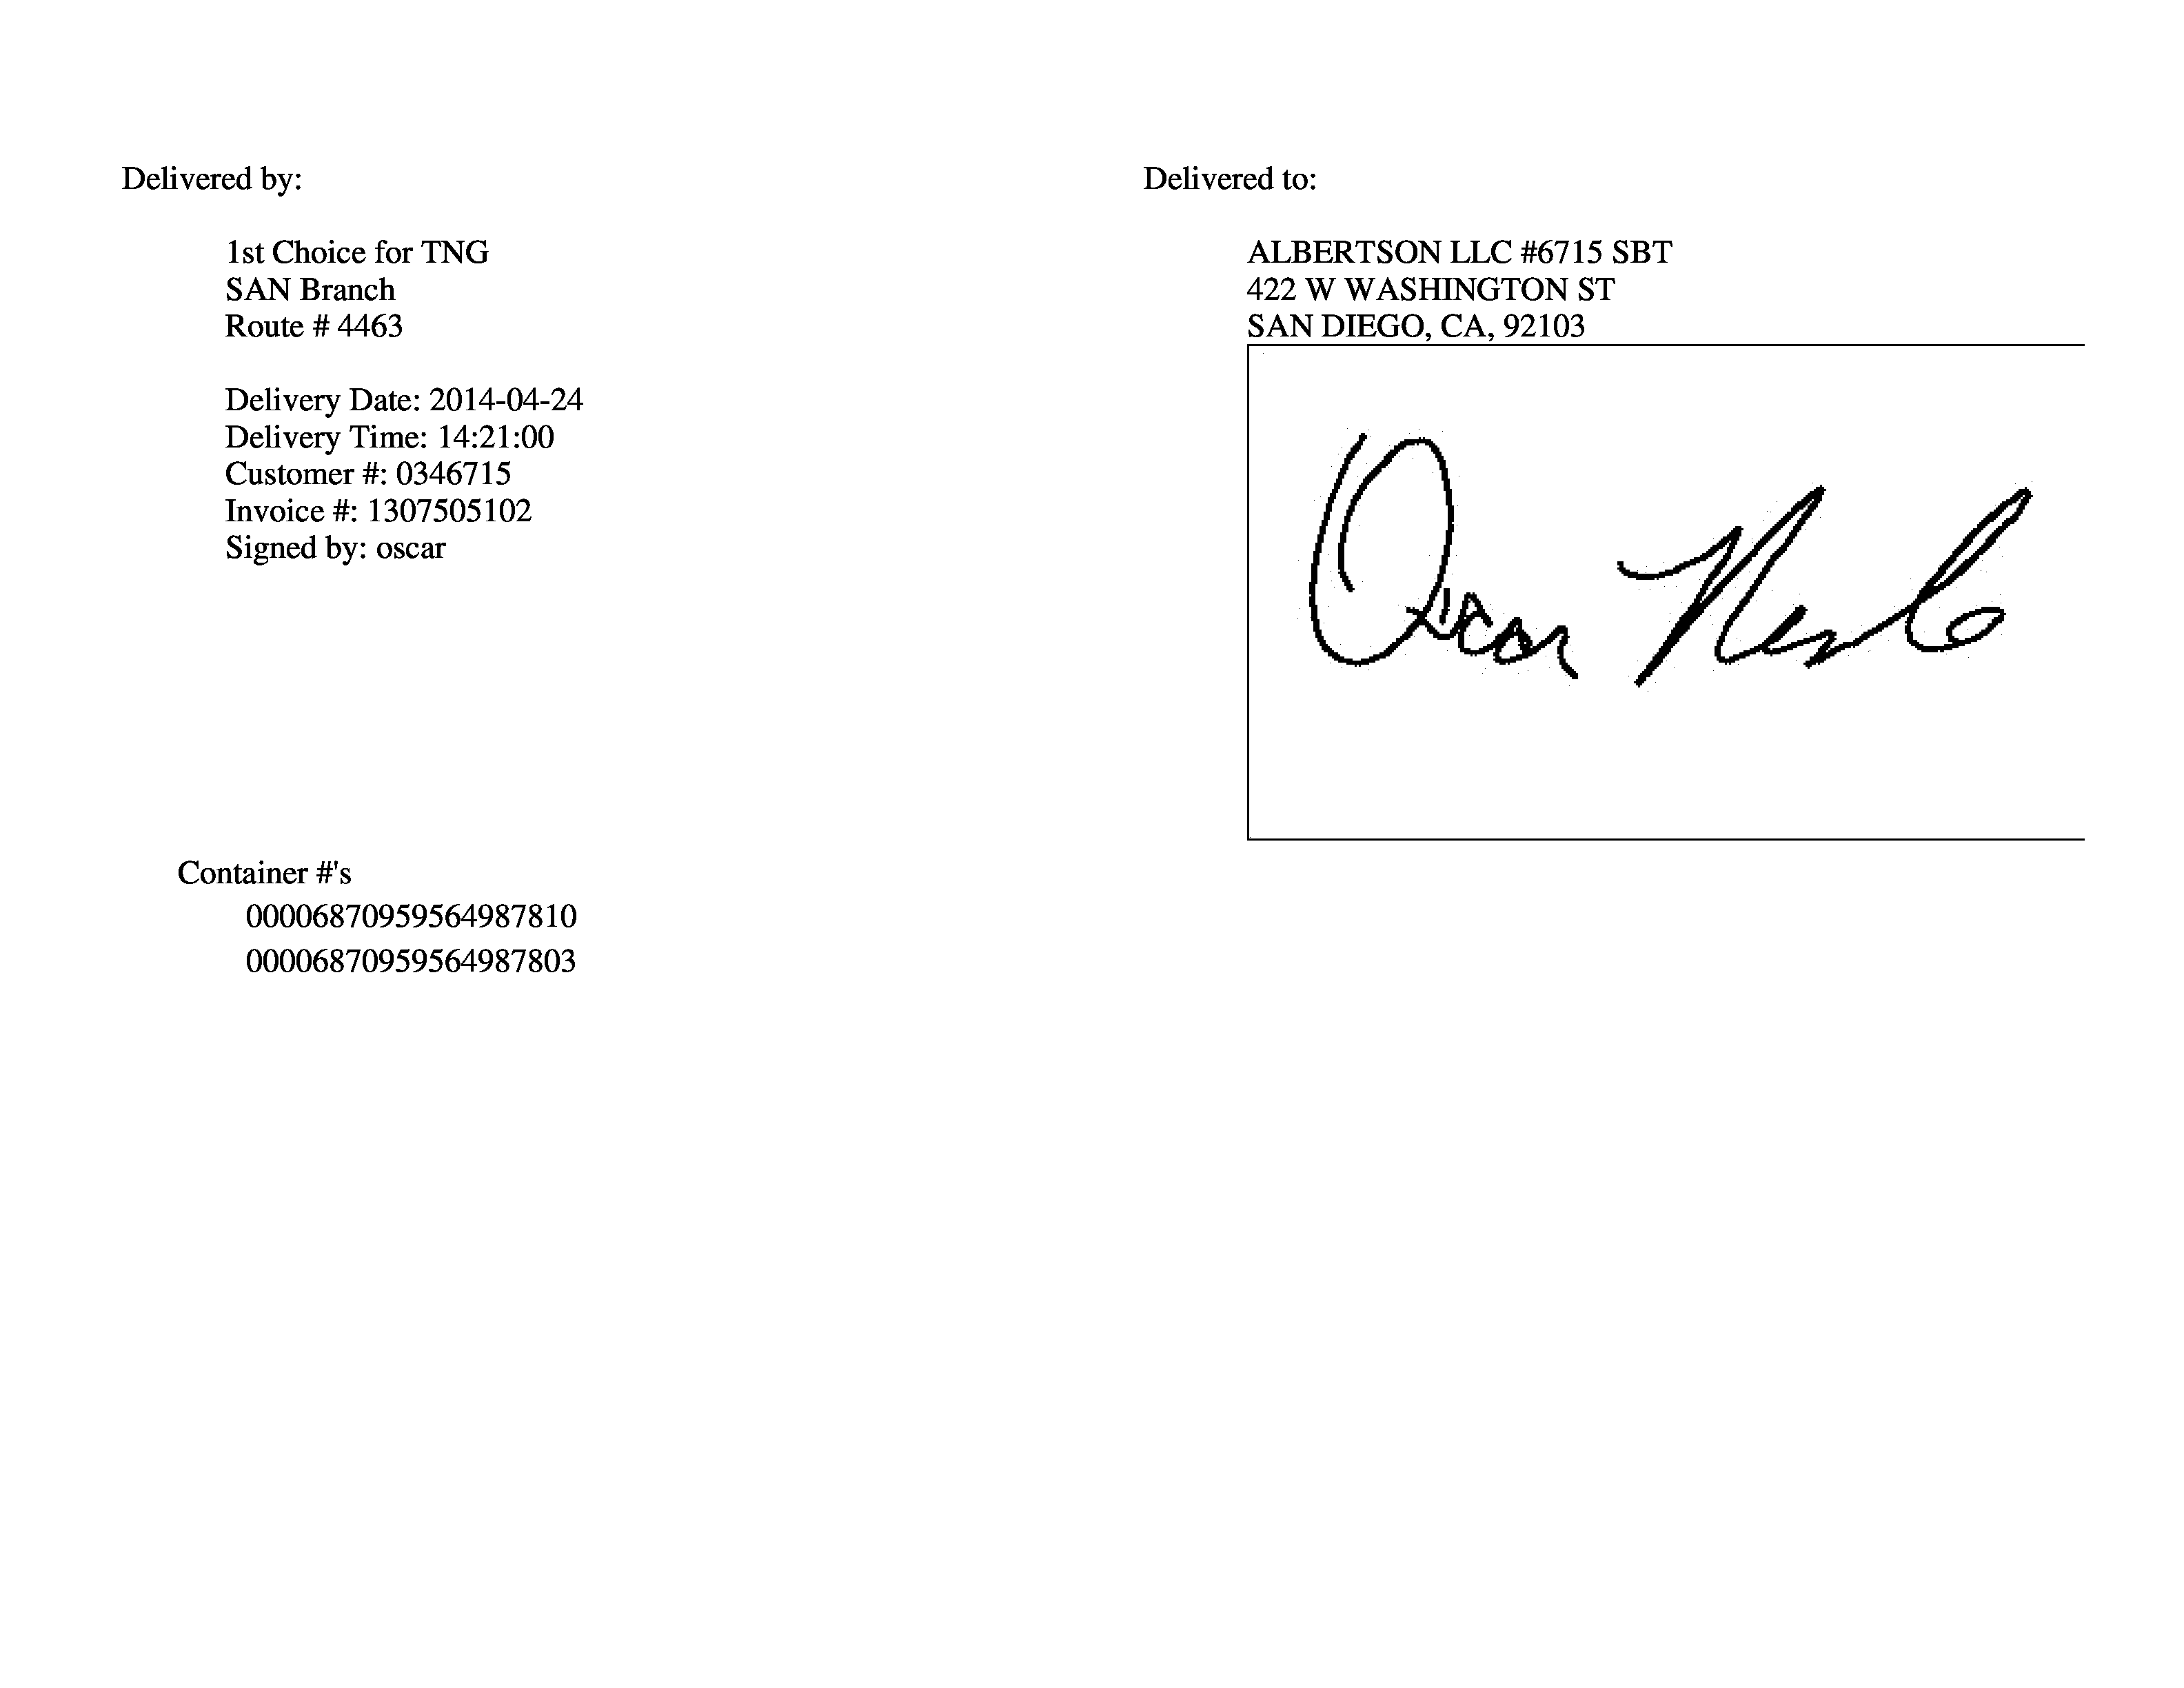 Delivered by:
1st Choice for TNG
SAN Branch
Route # 4463
Delivery Date: 2014-04-24
Delivery Time: 14:21:00
Customer #: 0346715
Invoice #: 1307505102
Signed by: oscar
Delivered to:
ALBERTSON LLC #6715 SBT
422 W WASHINGTON ST
SAN DIEGO, CA, 92103
Oscar
Container #'s
00006870959564987810
00006870959564987803